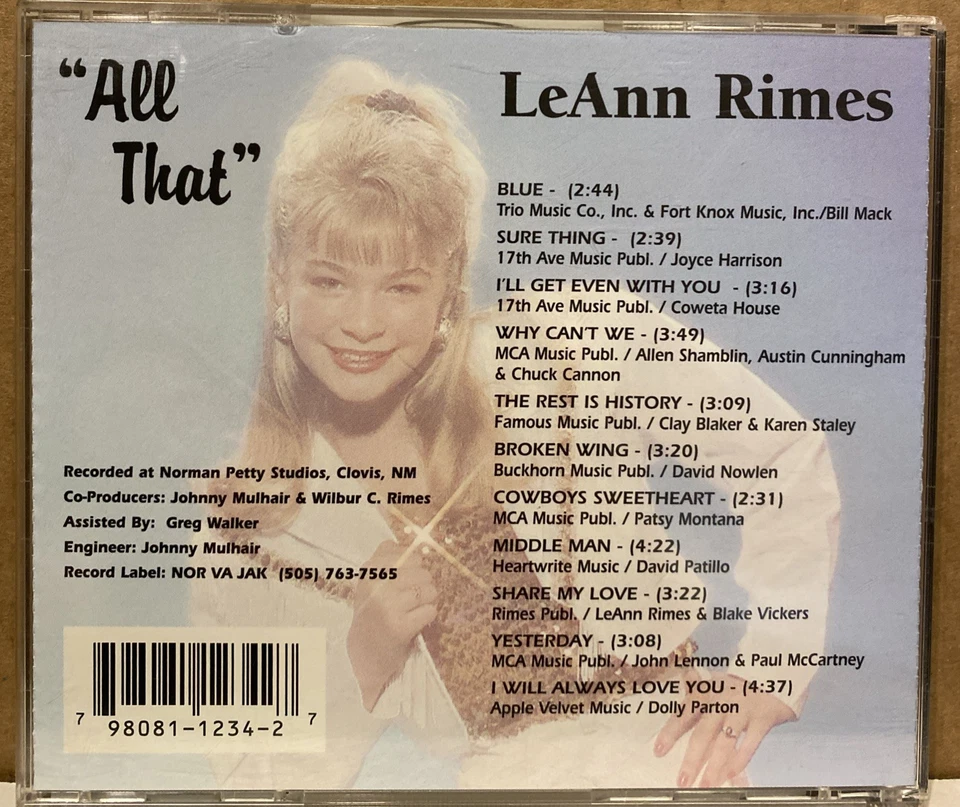 "All
That"
LeAnn Rimes
BLUE - (2:44)
Trio Music Co., Inc. & Fort Knox Music, Inc./Bill Mack
SURE THING - (2:39)
17th Ave Music Publ. / Joyce Harrison
I'LL GET EVEN WITH YOU - (3:16)
17th Ave Music Publ. / Coweta House
WHY CAN'T WE - (3:49)
MCA Music Publ. / Allen Shamblin, Austin Cunningham
& Chuck Cannon
THE REST IS HISTORY - (3:09)
Famous Music Publ. / Clay Blaker & Karen Staley
BROKEN WING - (3:20)
Buckhorn Music Publ. / David Nowlen
COWBOYS SWEETHEART - (2:31)
MCA Music Publ. / Patsy Montana
MIDDLE MAN - (4:22)
Heartwrite Music / David Patillo
SHARE MY LOVE - (3:22)
Rimes Publ. / LeAnn Rimes & Blake Vickers
YESTERDAY - (3:08)
MCA Music Publ. / John Lennon & Paul McCartney
I WILL ALWAYS LOVE YOU - (4:37)
Apple Velvet Music / Dolly Parton
Recorded at Norman Petty Studios, Clovis, NM
Co-Producers: Johnny Mulhair & Wilbur C. Rimes
Assisted By: Greg Walker
Engineer: Johnny Mulhair
Record Label: NOR VA JAK (505) 763-7565
7 98081-1234-2 7